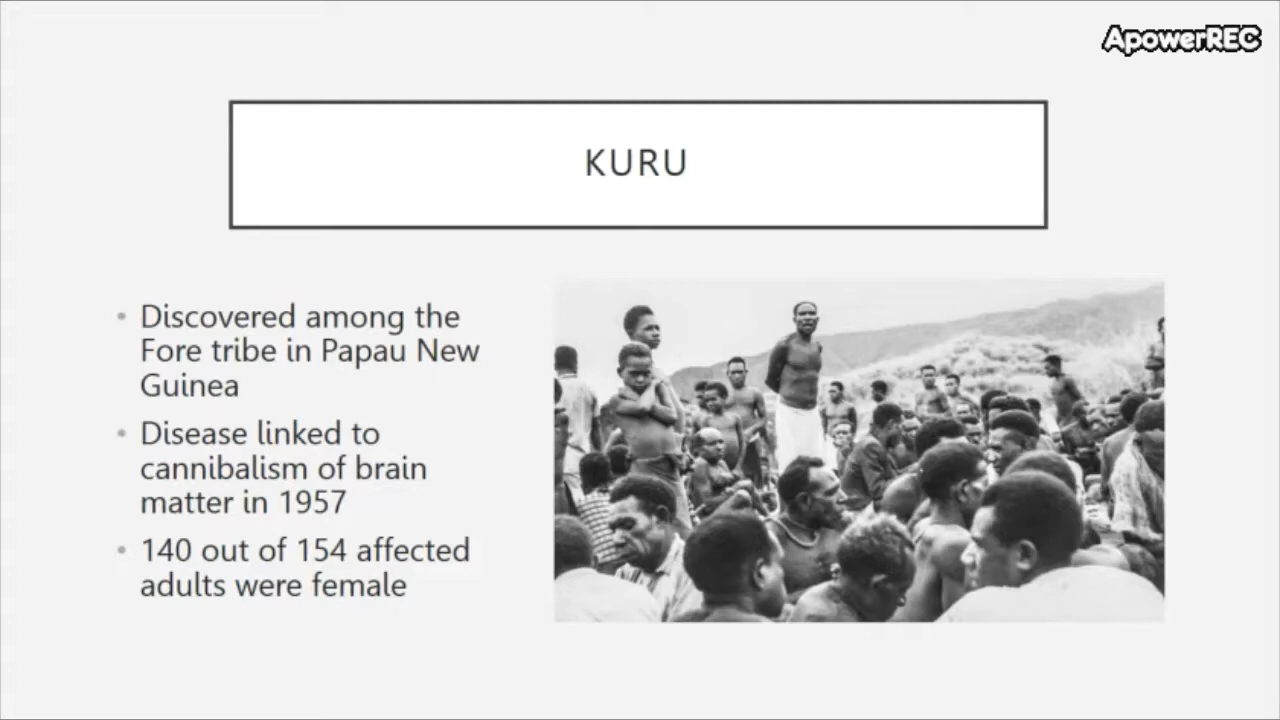 ApowerREC
KURU
• Discovered among the
Fore tribe in Papau New
Guinea
• Disease linked to
cannibalism of brain
matter in 1957
• 140 out of 154 affected
adults were female